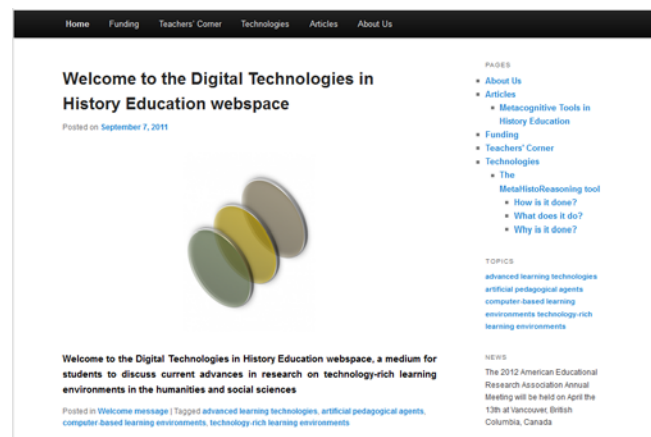 Home Funding Teachers' Corner Technologies Articles About Us
Welcome to the Digital Technologies in
History Education webspace
Posted on September 7, 2011
Welcome to the Digital Technologies in History Education webspace, a medium for
students to discuss current advances in research on technology-rich learning
environments in the humanities and social sciences
Posted in Welcome message | Tagged advanced learning technologies, artificial pedagogical agents,
computer-based learning environments, technology-rich learning environments
PAGES
About Us
Articles
Metacognitive Tools in
History Education
Funding
Teachers' Corner
Technologies
The
MetaHistoReasoning tool
How is it done?
What does it do?
Why is it done?
TOPICS
advanced learning technologies
artificial pedagogical agents
computer-based learning
environments technology-rich
learning environments
NEWS
The 2012 American Educational
Research Association Annual
Meeting will be held on April the
13th at Vancouver, British
Columbia, Canada